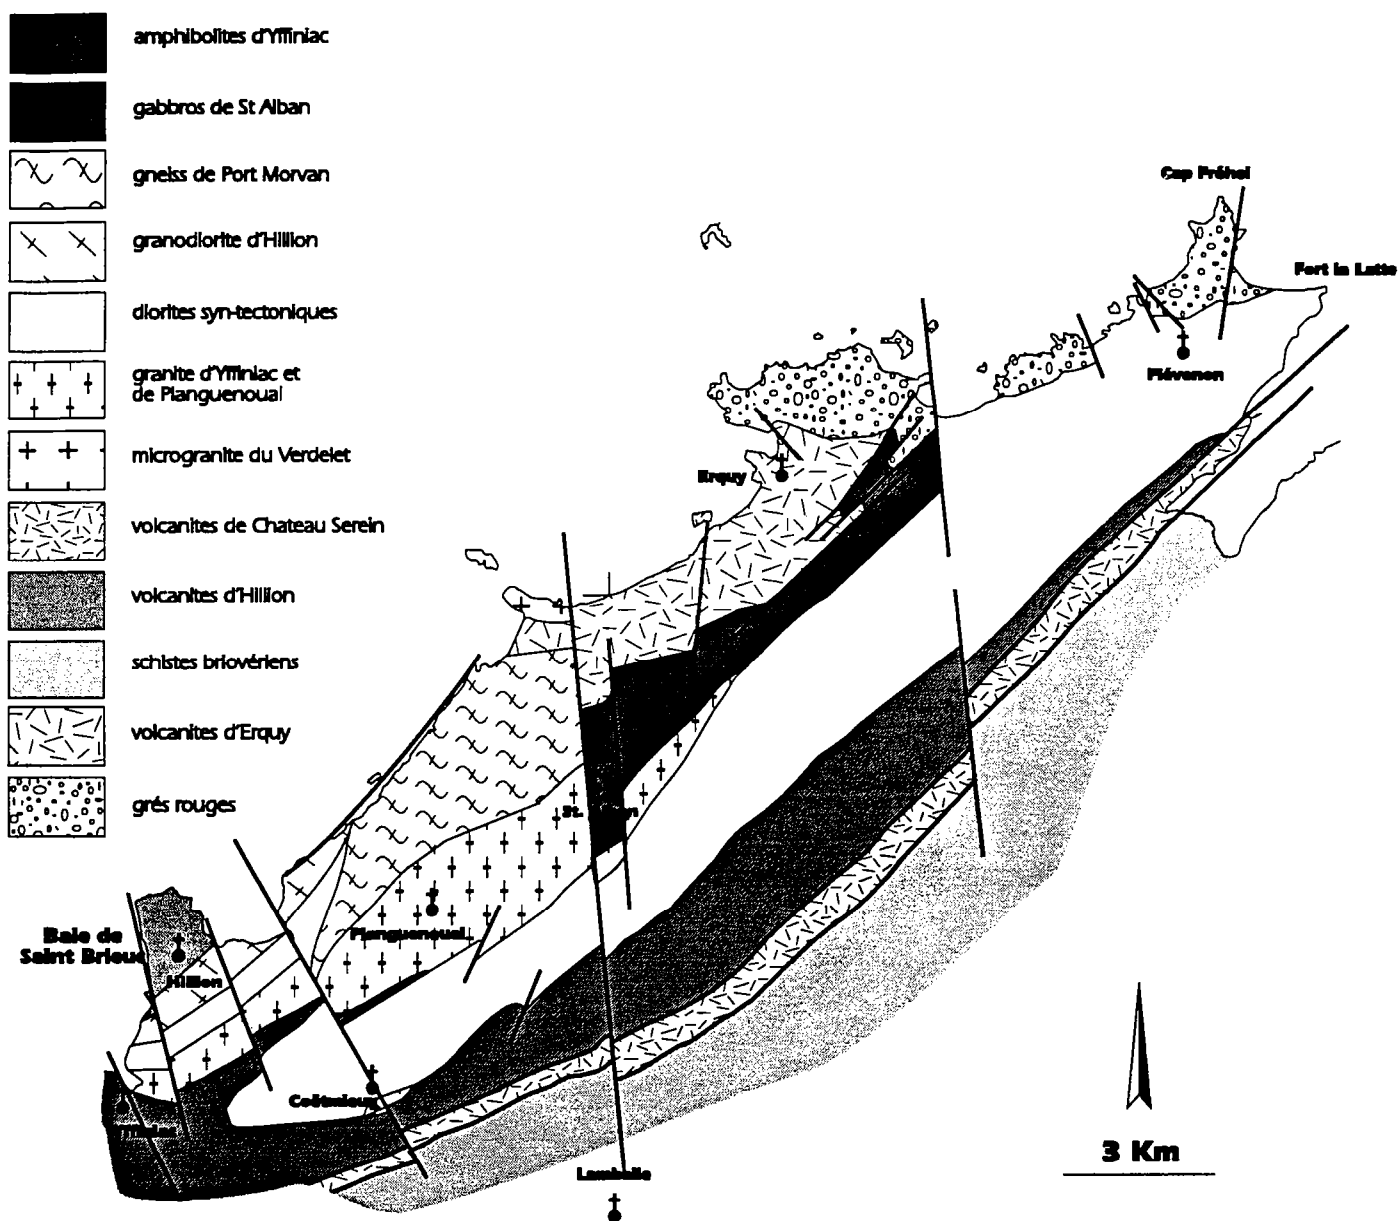 amphibolites d'Yffiniac
gabbros de St Alban
gneiss de Port Morvan
granodiorite d'Hillion
diorites syn-tectoniques
granite d'Yffiniac et
de Planguenoual
microgranite du Verdelet
volcanites de Chateau Serein
volcanites d'Hillion
schistes briovériens
volcanites d'Erquy
grés rouges
Cap Fréhel
Fort la Latte
Plévenon
Erquy
St.
Planguenoual
Baie de
Saint Brieuc
Hillion
Coëtmieux
Lamballe
3 Km